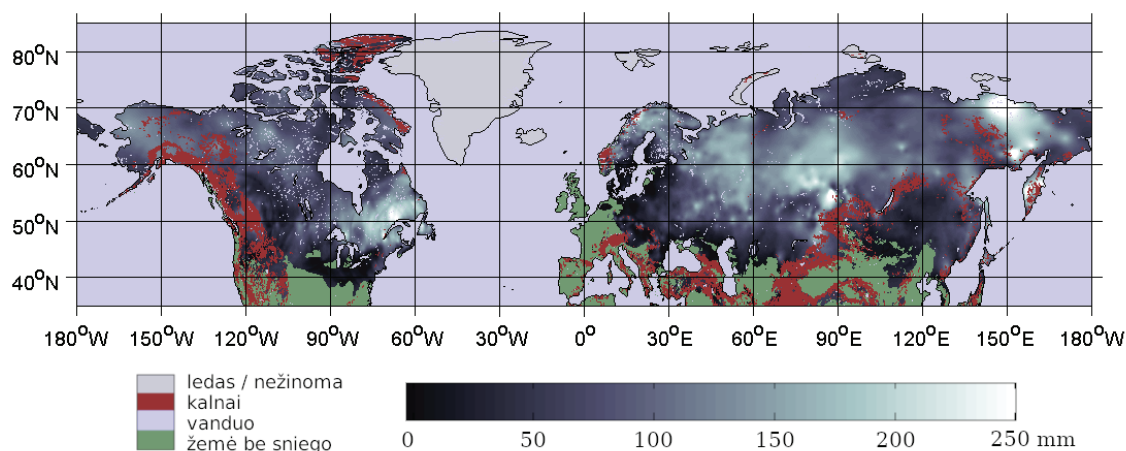 80°N
70°N
60°N
50°N
40°N
180°W 150°W 120°W 90°W 60°W 30°W 0° 30°E 60°E 90°E 120°E 150°E 180°W
ledas / nežinoma
kalnai
vanduo
žemė be sniego
0 50 100 150 200 250 mm